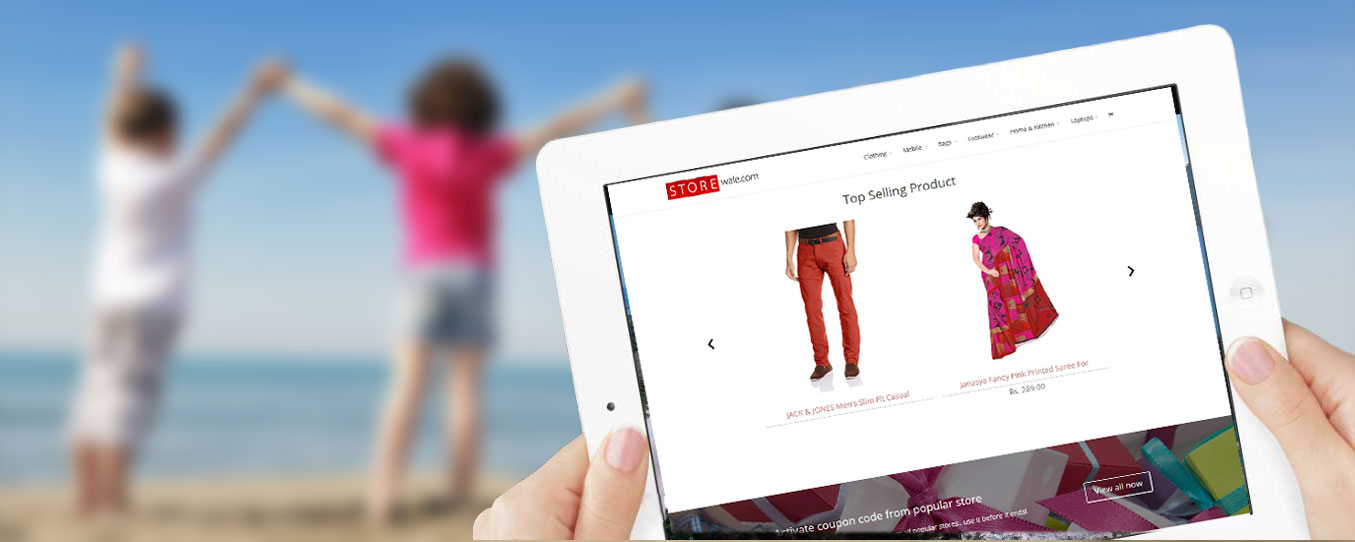 STORE wale.com
Clothing Mobile Bags Footwear Home & Kitchen Laptops
Top Selling Product
JACK & JONES Men's Slim Fit Casual
Janasya Fancy Pink Printed Saree For
Rs. 289.00
Activate coupon code from popular store
of popular stores.. use it before it ends!
View all now